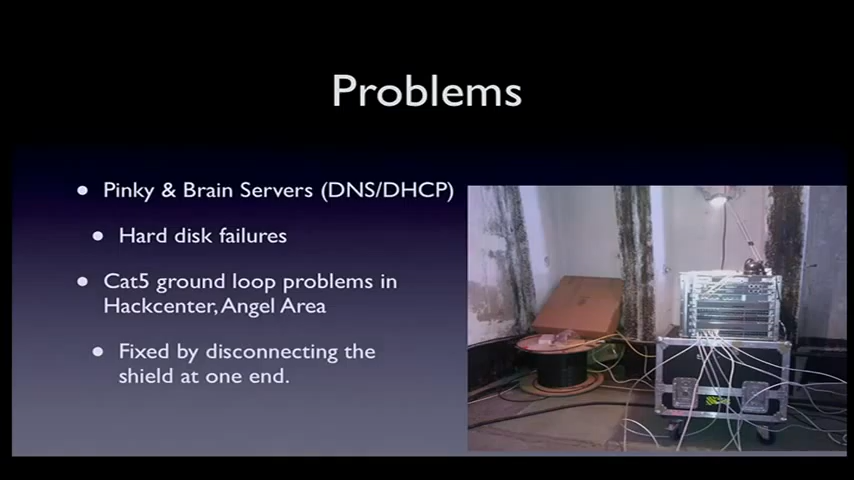 Problems
Pinky & Brain Servers (DNS/DHCP)
Hard disk failures
Cat5 ground loop problems in
Hackcenter, Angel Area
Fixed by disconnecting the
shield at one end.